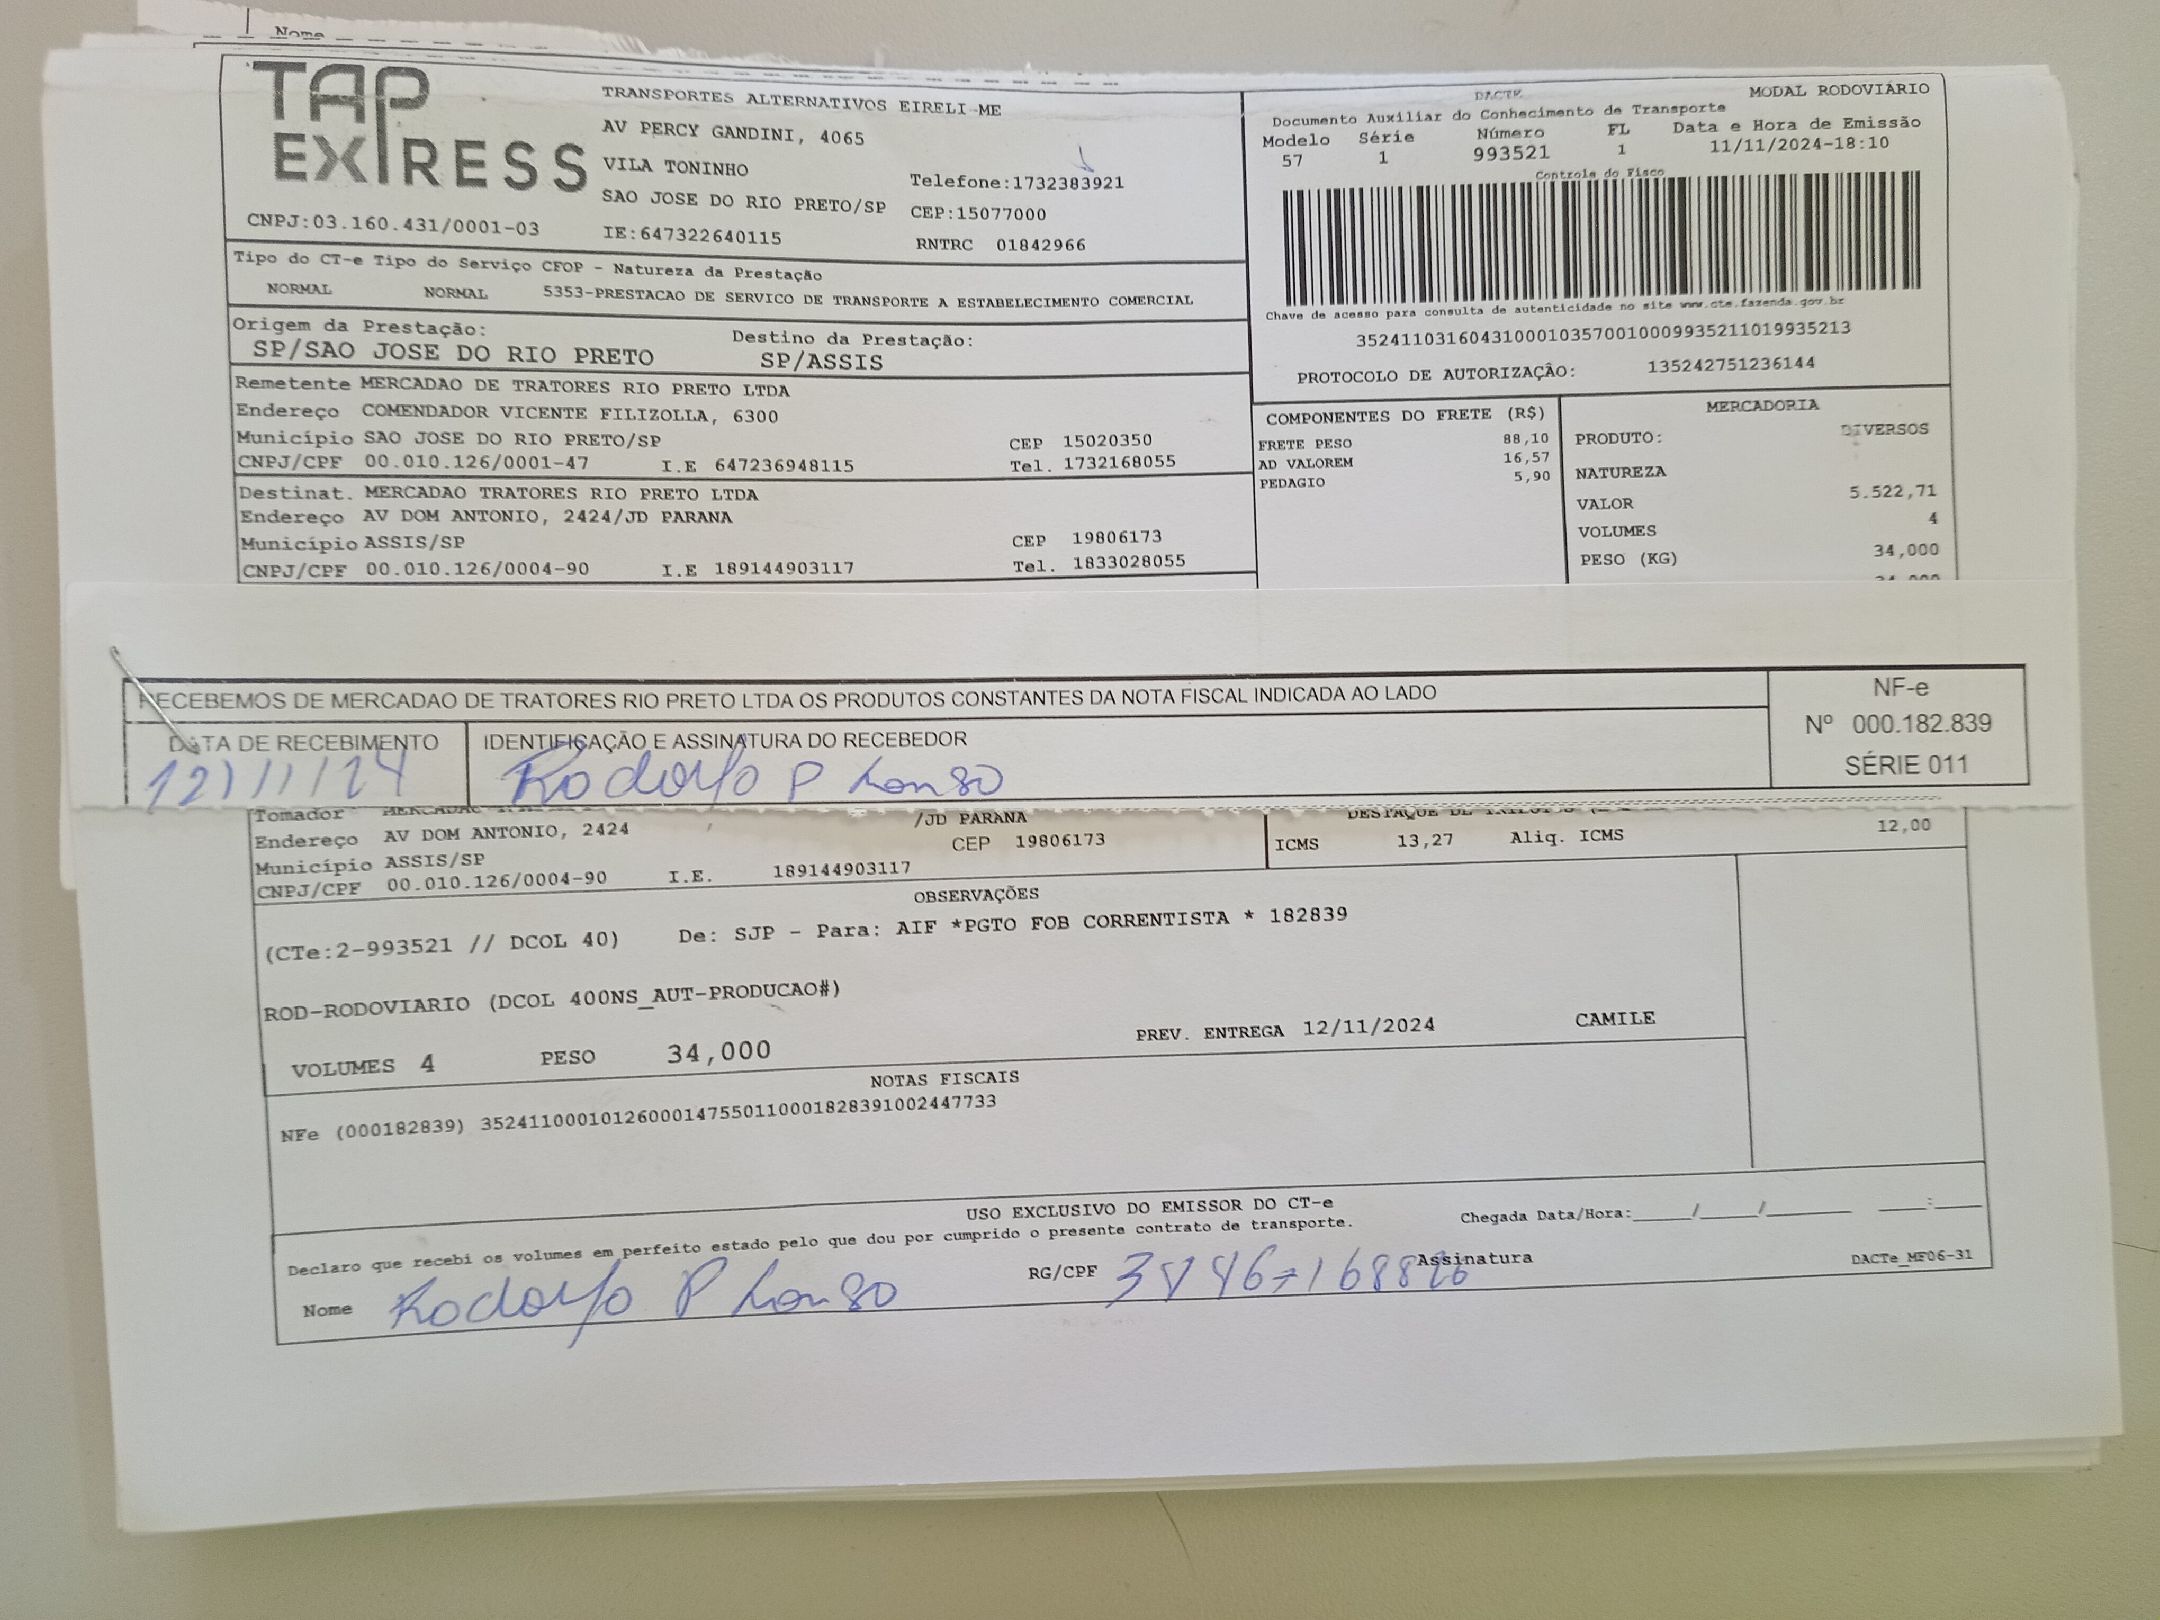 Nome
TAP EXPRESS
TRANSPORTES ALTERNATIVOS EIRELI-ME
AV PERCY GANDINI, 4065
VILA TONINHO
Telefone:1732383921
SAO JOSE DO RIO PRETO/SP CEP:15077000
CNPJ:03.160.431/0001-03 IE:647322640115 RNTRC 01842966
DACTE MODAL RODOVIÁRIO
Documento Auxiliar do Conhecimento de Transporte
Modelo Série Número FL Data e Hora de Emissão
57 1 993521 1 11/11/2024-18:10
Controle do Fisco
Chave de acesso para consulta de autenticidade no site www.cte.fazenda.gov.br
35241103160431000103570010009935211019935213
PROTOCOLO DE AUTORIZAÇÃO: 135242751236144
Tipo do CT-e Tipo do Serviço CFOP - Natureza da Prestação
NORMAL NORMAL 5353-PRESTACAO DE SERVICO DE TRANSPORTE A ESTABELECIMENTO COMERCIAL
Origem da Prestação: Destino da Prestação:
SP/SAO JOSE DO RIO PRETO SP/ASSIS
Remetente MERCADAO DE TRATORES RIO PRETO LTDA
Endereço COMENDADOR VICENTE FILIZOLLA, 6300
Município SAO JOSE DO RIO PRETO/SP CEP 15020350
CNPJ/CPF 00.010.126/0001-47 I.E 647236948115 Tel. 1732168055
Destinat. MERCADAO TRATORES RIO PRETO LTDA
Endereço AV DOM ANTONIO, 2424/JD PARANA
Município ASSIS/SP CEP 19806173
CNPJ/CPF 00.010.126/0004-90 I.E 189144903117 Tel. 1833028055
COMPONENTES DO FRETE (R$)
FRETE PESO 88,10
AD VALOREM 16,57
PEDAGIO 5,90
MERCADORIA
PRODUTO: DIVERSOS
NATUREZA
VALOR 5.522,71
VOLUMES 4
PESO (KG) 34,000
RECEBEMOS DE MERCADAO DE TRATORES RIO PRETO LTDA OS PRODUTOS CONSTANTES DA NOTA FISCAL INDICADA AO LADO
DATA DE RECEBIMENTO IDENTIFICAÇÃO E ASSINATURA DO RECEBEDOR
12/11/24 Rodolfo P
NF-e
Nº 000.182.839
SÉRIE 011
Tomador
Endereço AV DOM ANTONIO, 2424 /JD PARANA
Município ASSIS/SP CEP 19806173
CNPJ/CPF 00.010.126/0004-90 I.E. 189144903117
ICMS 13,27 Aliq. ICMS 12,00
OBSERVAÇÕES
(CTe:2-993521 // DCOL 40) De: SJP - Para: AIF *PGTO FOB CORRENTISTA * 182839
ROD-RODOVIARIO (DCOL 400NS_AUT-PRODUCAO#)
VOLUMES 4 PESO 34,000 PREV. ENTREGA 12/11/2024 CAMILE
NOTAS FISCAIS
NFe (000182839) 35241100010126000147550110001828391002447733
USO EXCLUSIVO DO EMISSOR DO CT-e
Declaro que recebi os volumes em perfeito estado pelo que dou por cumprido o presente contrato de transporte. Chegada Data/Hora:_____/_____/_______ ___:____
Nome Rodolfo P RG/CPF Assinatura DACTe_MF06-31